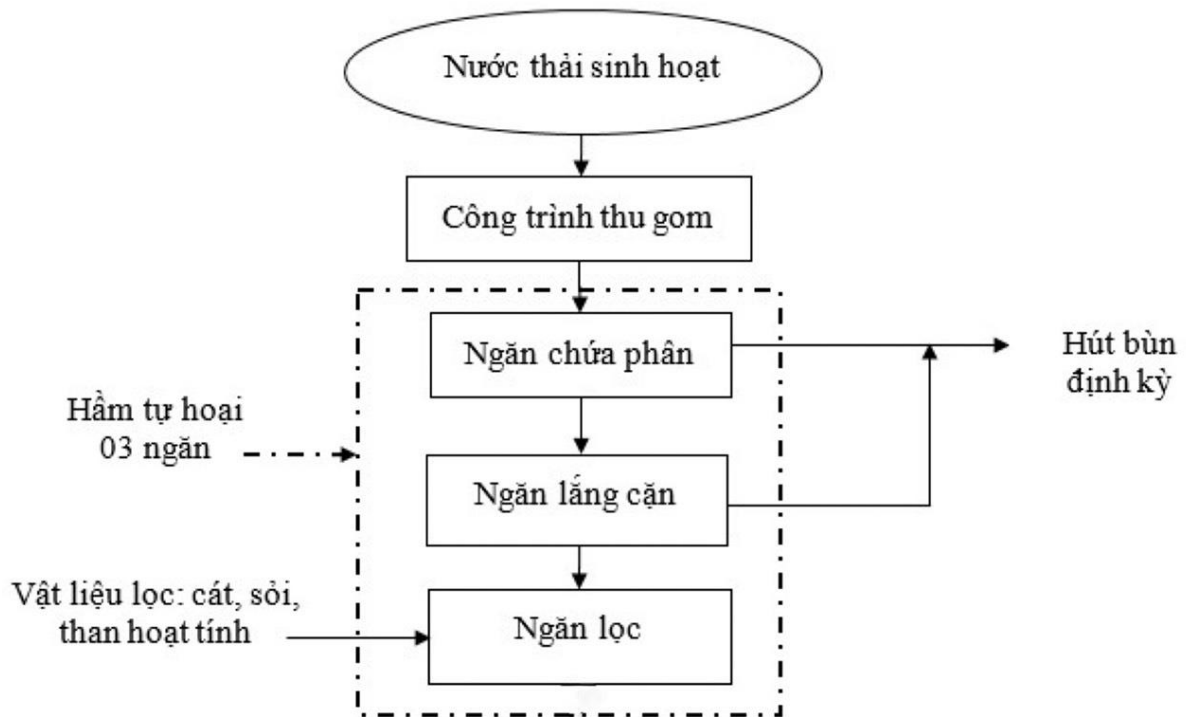 Nước thải sinh hoạt
Công trình thu gom
Ngăn chứa phân
Hút bùn
định kỳ
Hầm tự hoại
03 ngăn
Ngăn lắng cặn
Vật liệu lọc: cát, sỏi,
than hoạt tính
Ngăn lọc